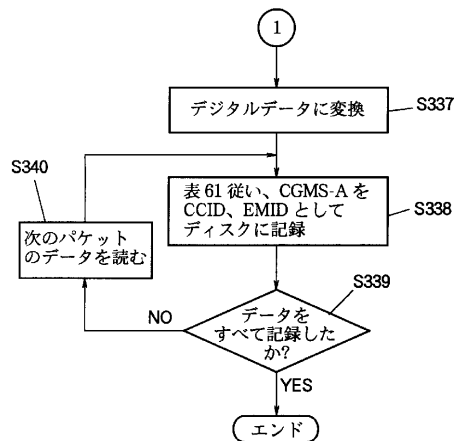 1
デジタルデータに変換
S337
S340
表61従い、CGMS-Aを
CCID、EMIDとして
ディスクに記録
S338
次のパケット
のデータを読む
S339
データを
すべて記録した
か?
NO
YES
エンド